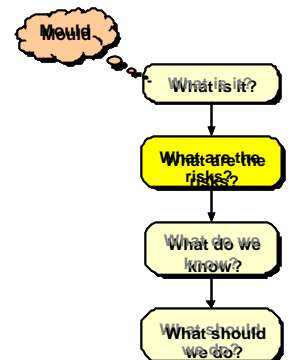 Mould
What is it?
What are the
risks?
What do we
know?
What should
we do?